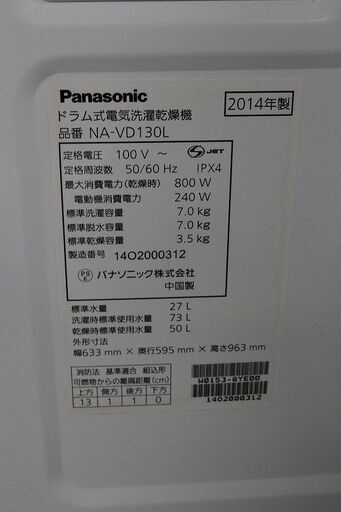 Panasonic
2014年製
ドラム式電気洗濯乾燥機
品番 NA-VD130L
定格電圧 100 V ～
S JET
定格周波数 50/60 Hz IPX4
最大消費電力(乾燥時) 800 W
電動機消費電力 240 W
標準洗濯容量 7.0 kg
標準脱水容量 7.0 kg
標準乾燥容量 3.5 kg
製造番号 14O2000312
PS E パナソニック株式会社
中国製
標準水量 27 L
洗濯時標準使用水量 73 L
乾燥時標準使用水量 50 L
外形寸法
幅633 mm × 奥行595 mm × 高さ963 mm
消防法 基準適合 組込形
可燃物からの離隔距離(cm)
上方 側方 後方 下方
13 1 1 0
W015J-8YE00
1402000312